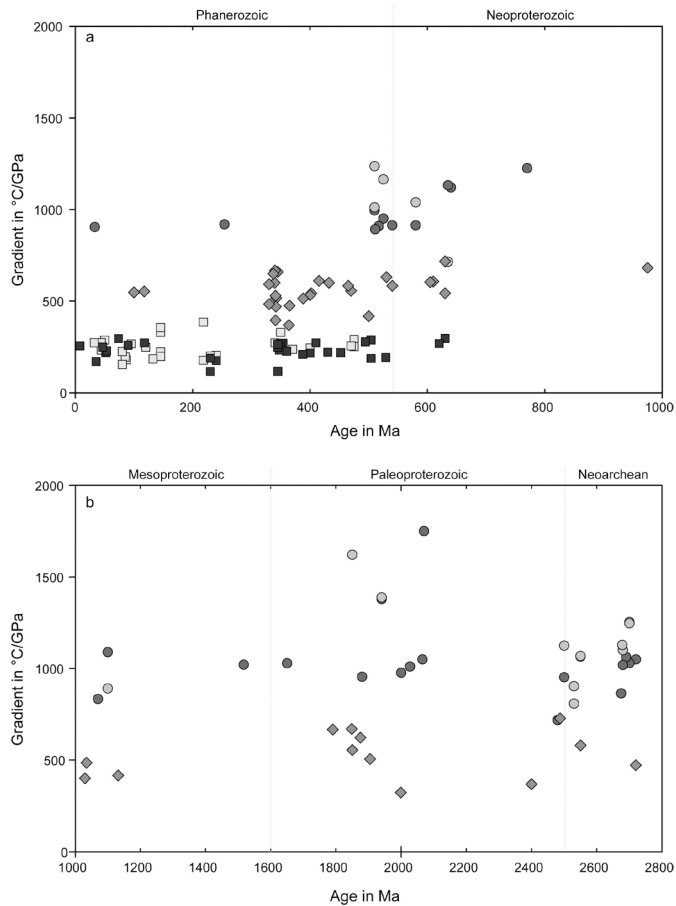 Phanerozoic Neoproterozoic
2000
a
1500
1000
500
0
Gradient in °C/GPa
0 200 400 600 800 1000
Age in Ma
Mesoproterozoic Paleoproterozoic Neoarchean
2000
b
1500
1000
500
0
Gradient in °C/GPa
1000 1200 1400 1600 1800 2000 2200 2400 2600 2800
Age in Ma